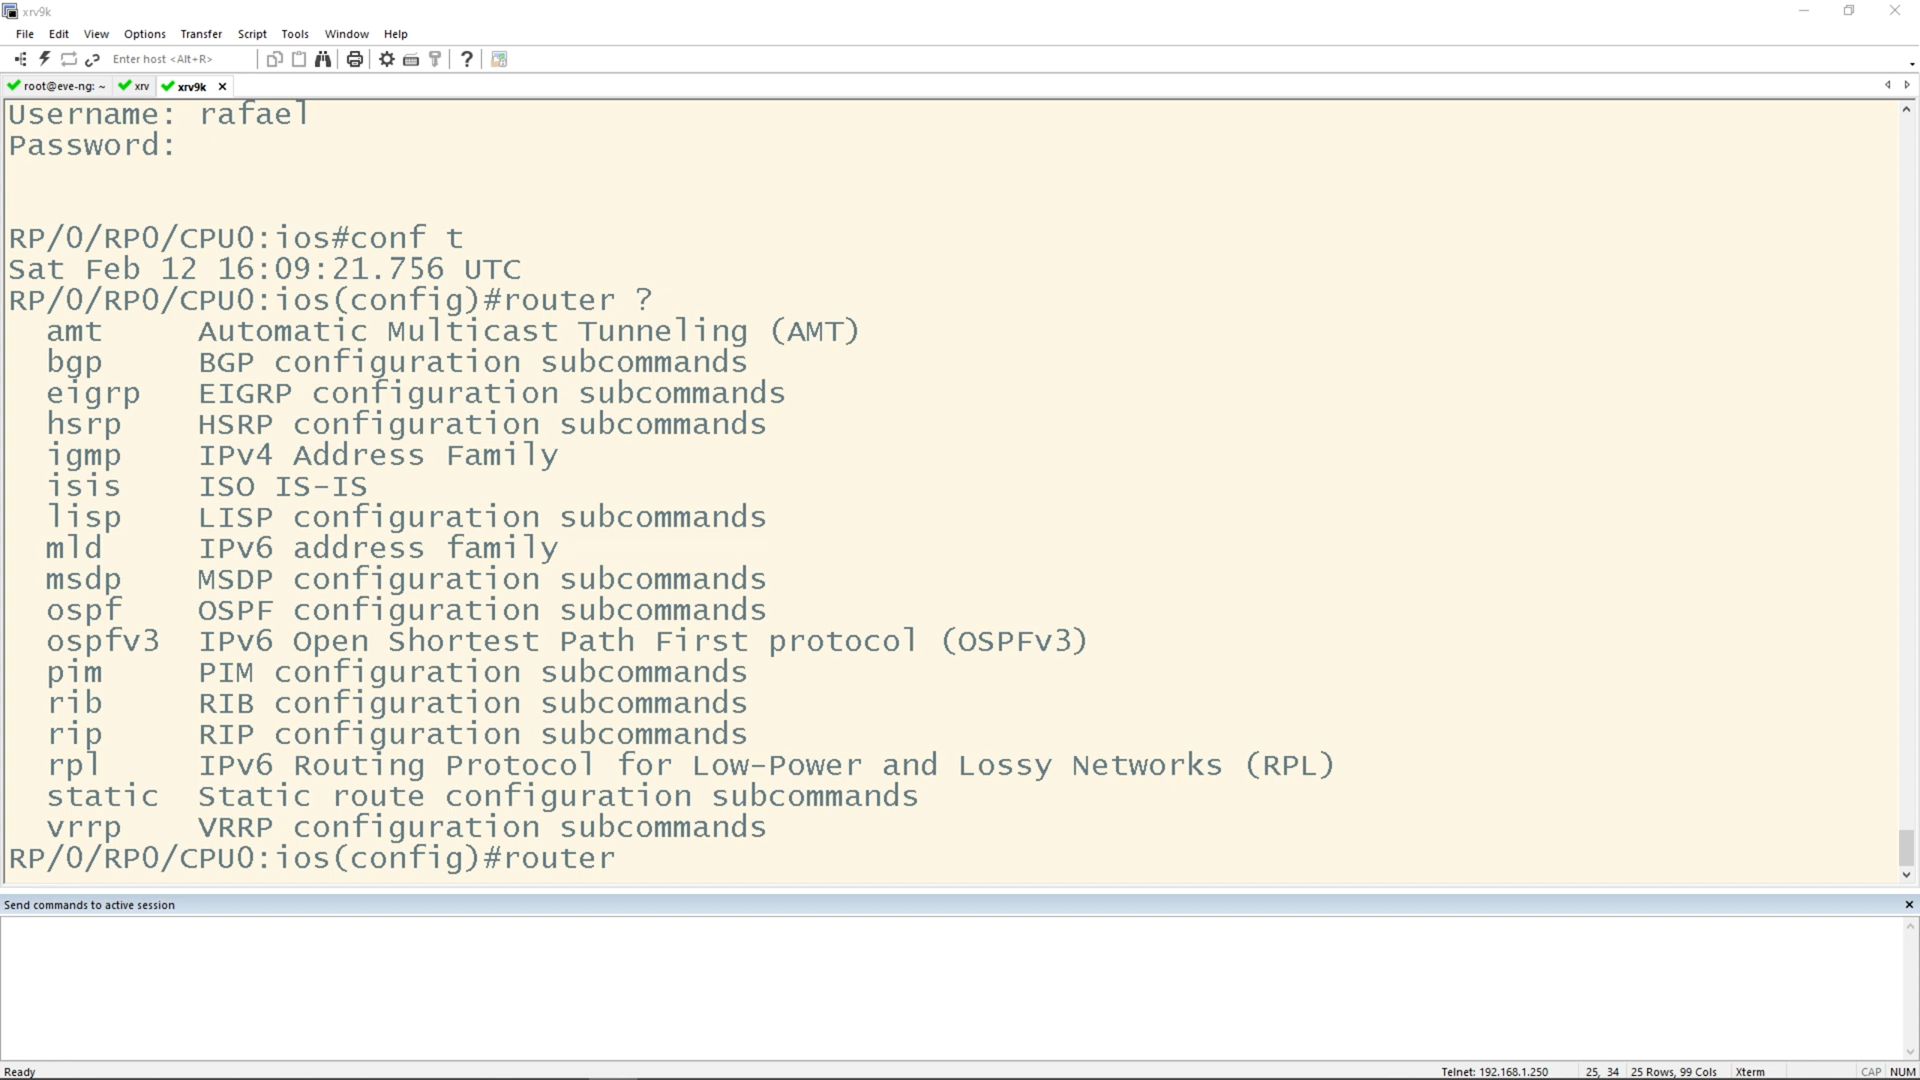 xrv9k
File Edit View Options Transfer Script Tools Window Help
Enter host <Alt+R>
root@eve-ng: ~ xrv xrv9k
Username: rafael
Password:
RP/0/RP0/CPU0:ios#conf t
Sat Feb 12 16:09:21.756 UTC
RP/0/RP0/CPU0:ios(config)#router ?
amt Automatic Multicast Tunneling (AMT)
bgp BGP configuration subcommands
eigrp EIGRP configuration subcommands
hsrp HSRP configuration subcommands
igmp IPv4 Address Family
isis ISO IS-IS
lisp LISP configuration subcommands
mld IPv6 address family
msdp MSDP configuration subcommands
ospf OSPF configuration subcommands
ospfv3 IPv6 Open Shortest Path First protocol (OSPFv3)
pim PIM configuration subcommands
rib RIB configuration subcommands
rip RIP configuration subcommands
rpl IPv6 Routing Protocol for Low-Power and Lossy Networks (RPL)
static Static route configuration subcommands
vrrp VRRP configuration subcommands
RP/0/RP0/CPU0:ios(config)#router
Send commands to active session
Ready Telnet: 192.168.1.250 25, 34 25 Rows, 99 Cols Xterm CAP NUM